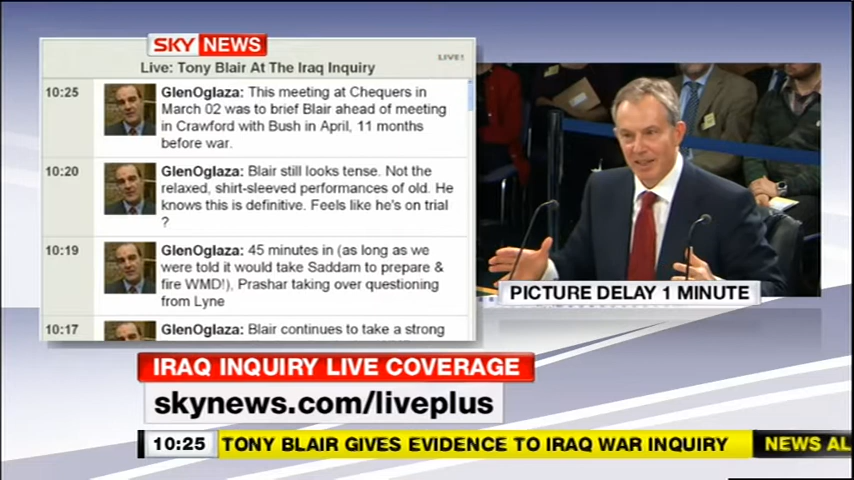 SKY NEWS
LIVE!
Live: Tony Blair At The Iraq Inquiry
10:25
GlenOglaza: This meeting at Chequers in
March 02 was to brief Blair ahead of meeting
in Crawford with Bush in April, 11 months
before war.
10:20
GlenOglaza: Blair still looks tense. Not the
relaxed, shirt-sleeved performances of old. He
knows this is definitive. Feels like he's on trial
?
10:19
GlenOglaza: 45 minutes in (as long as we
were told it would take Saddam to prepare &
fire WMD!), Prashar taking over questioning
from Lyne
10:17
GlenOglaza: Blair continues to take a strong
PICTURE DELAY 1 MINUTE
IRAQ INQUIRY LIVE COVERAGE
skynews.com/liveplus
10:25 TONY BLAIR GIVES EVIDENCE TO IRAQ WAR INQUIRY NEWS AL